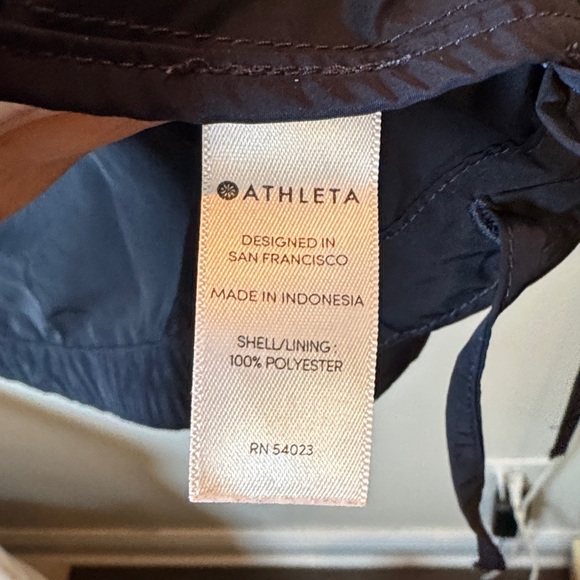 ATHLETA
DESIGNED IN
SAN FRANCISCO
MADE IN INDONESIA
SHELL/LINING :
100% POLYESTER
RN 54023